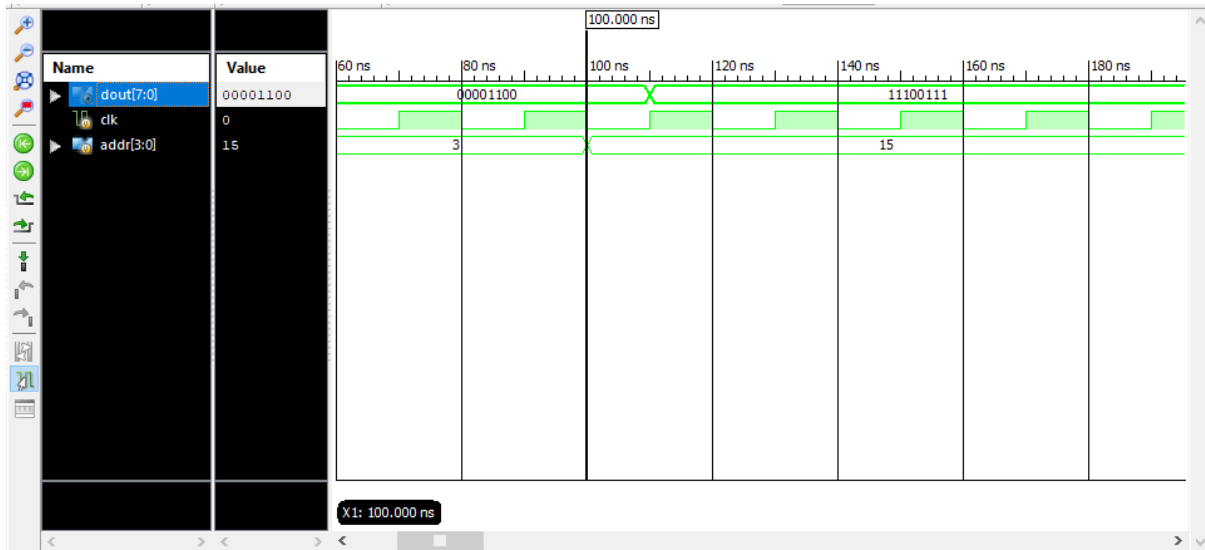 100.000 ns
Name Value
60 ns 80 ns 100 ns 120 ns 140 ns 160 ns 180 ns
dout[7:0] 00001100 00001100 11100111
clk 0
addr[3:0] 15 3 15
X1: 100.000 ns